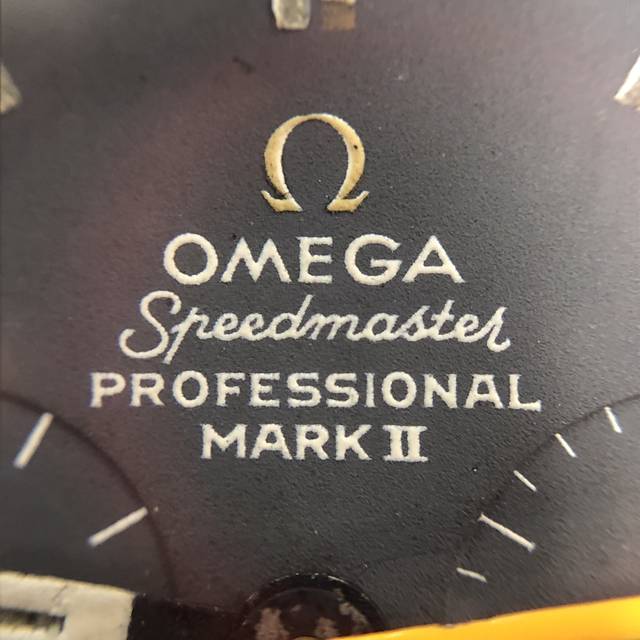 Ω
OMEGA
Speedmaster
PROFESSIONAL
MARK II